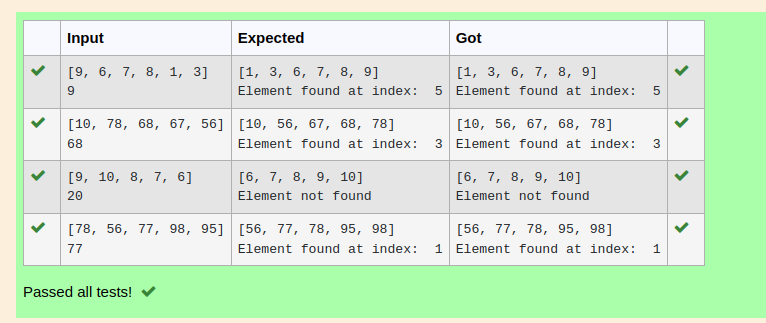 Input Expected Got
[9, 6, 7, 8, 1, 3] [1, 3, 6, 7, 8, 9] [1, 3, 6, 7, 8, 9]
9 Element found at index:  5 Element found at index:  5
[10, 78, 68, 67, 56] [10, 56, 67, 68, 78] [10, 56, 67, 68, 78]
68 Element found at index:  3 Element found at index:  3
[9, 10, 8, 7, 6] [6, 7, 8, 9, 10] [6, 7, 8, 9, 10]
20 Element not found Element not found
[78, 56, 77, 98, 95] [56, 77, 78, 95, 98] [56, 77, 78, 95, 98]
77 Element found at index:  1 Element found at index:  1
Passed all tests!